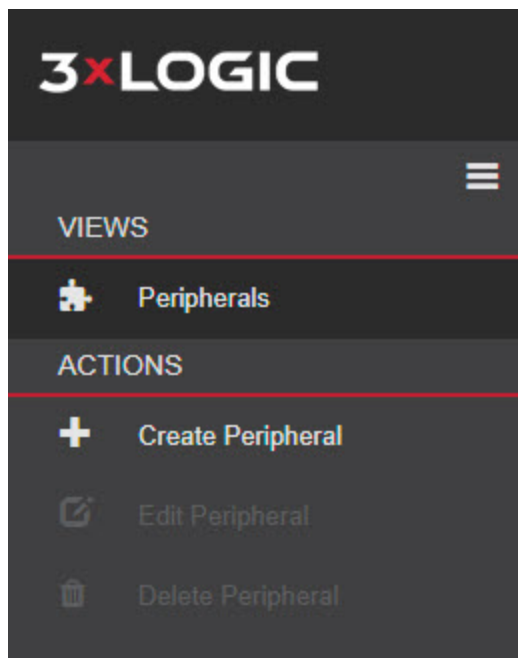 3xLOGIC
VIEWS
Peripherals
ACTIONS
Create Peripheral
Edit Peripheral
Delete Peripheral